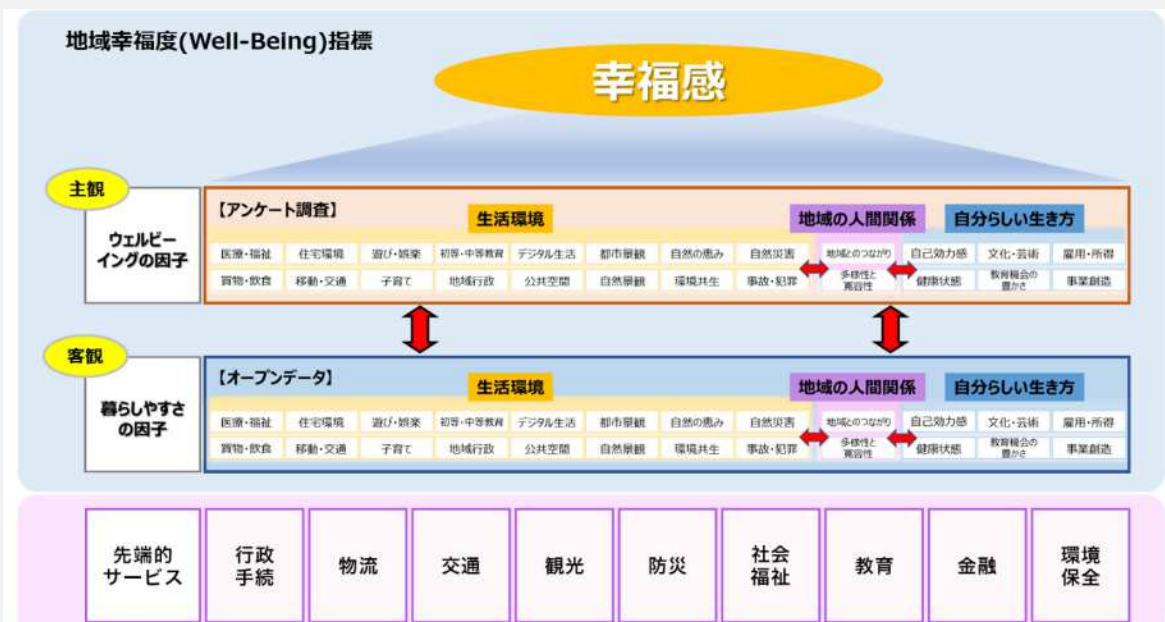 地域幸福度(Well-Being)指標
幸福感
主観
ウェルビー
イングの因子
【アンケート調査】
生活環境
地域の人間関係
自分らしい生き方
医療・福祉 住宅環境 遊び・娯楽 初等・中等教育 デジタル生活 都市景観 自然の恵み 自然災害 地域とのつながり 自己効力感 文化・芸術 雇用・所得
買物・飲食 移動・交通 子育て 地域行政 公共空間 自然景観 環境共生 事故・犯罪 多様性と寛容性 健康状態 教育機会の豊かさ 事業創造
客観
暮らしやすさ
の因子
【オープンデータ】
生活環境
地域の人間関係
自分らしい生き方
医療・福祉 住宅環境 遊び・娯楽 初等・中等教育 デジタル生活 都市景観 自然の恵み 自然災害 地域とのつながり 自己効力感 文化・芸術 雇用・所得
買物・飲食 移動・交通 子育て 地域行政 公共空間 自然景観 環境共生 事故・犯罪 多様性と寛容性 健康状態 教育機会の豊かさ 事業創造
先端的
サービス
行政
手続
物流
交通
観光
防災
社会
福祉
教育
金融
環境
保全